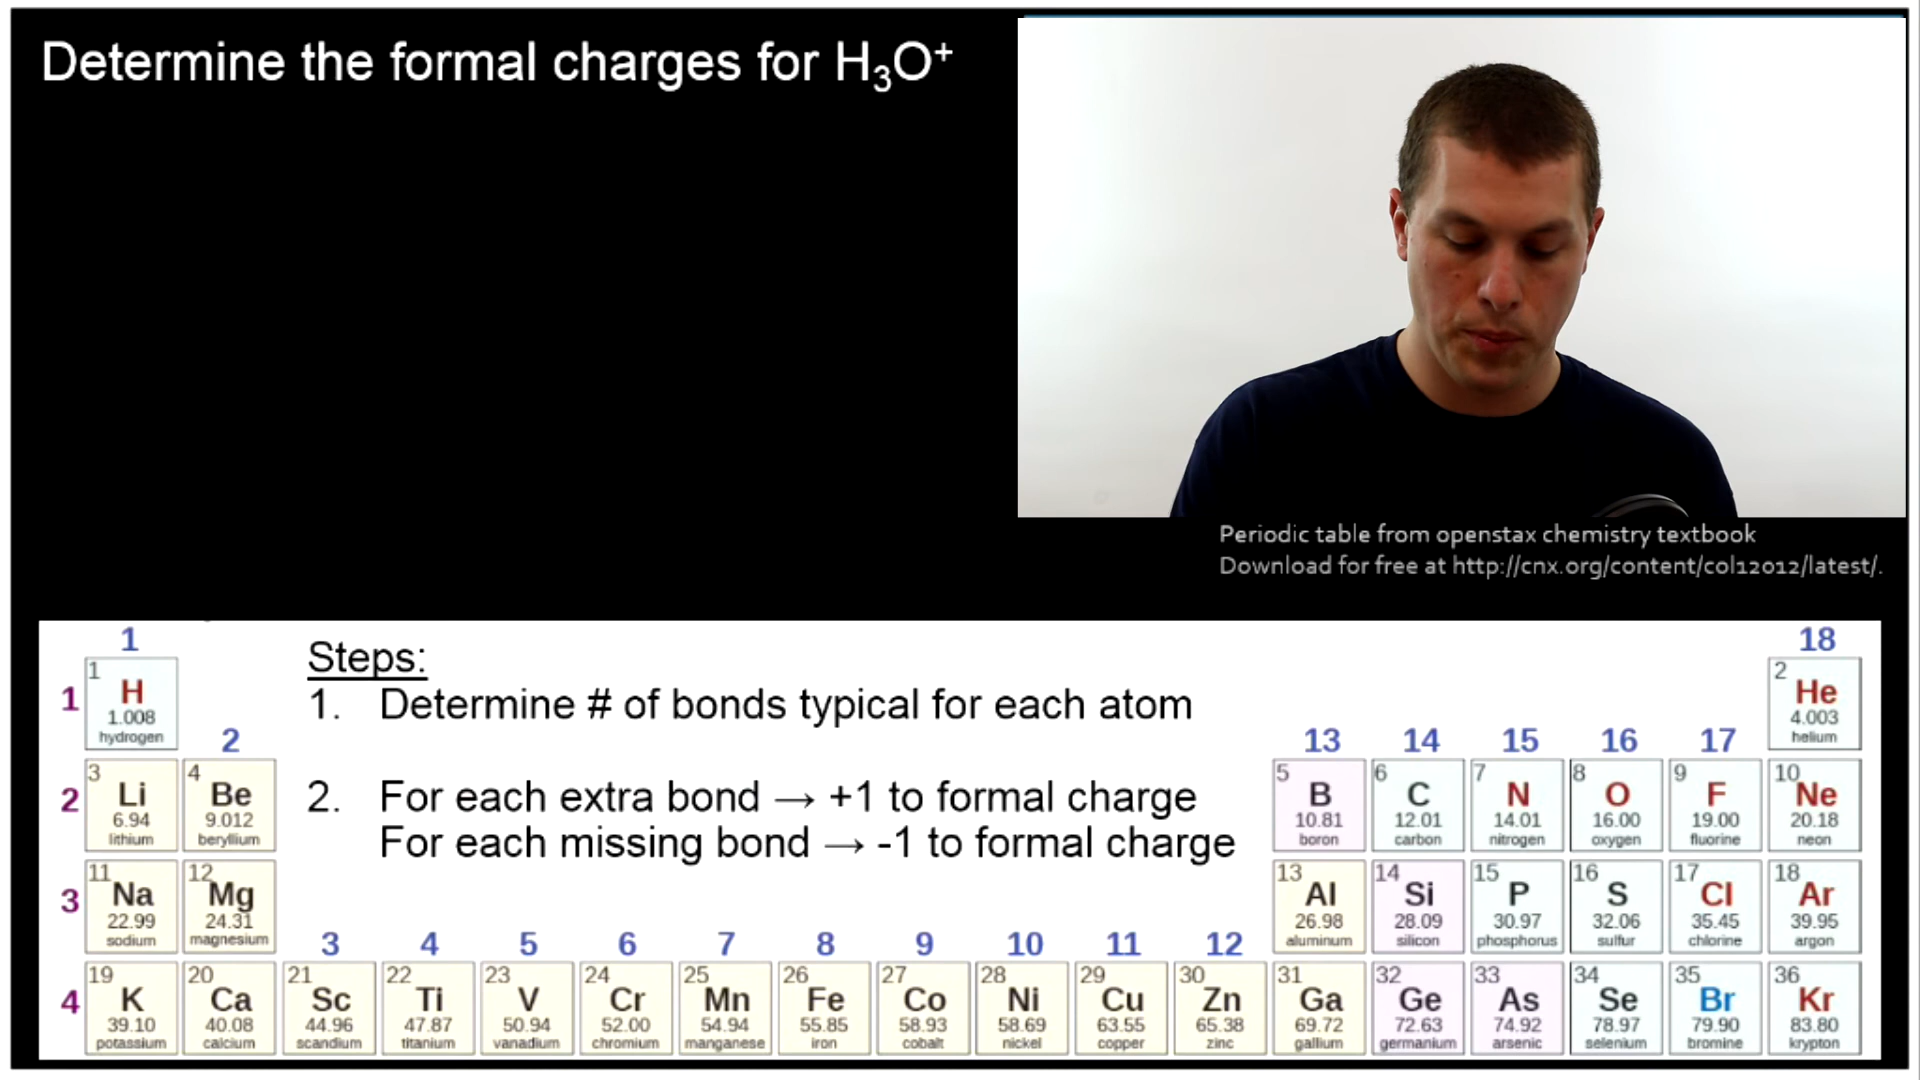 Determine the formal charges for H₃O⁺
Periodic table from openstax chemistry textbook
Download for free at http://cnx.org/content/col12012/latest/.
Steps:
1. Determine # of bonds typical for each atom
2. For each extra bond → +1 to formal charge
For each missing bond → -1 to formal charge
1 18
1 2
1 H He
1.008 4.003
hydrogen helium
2 13 14 15 16 17
3 4 5 6 7 8 9 10
2 Li Be B C N O F Ne
6.94 9.012 10.81 12.01 14.01 16.00 19.00 20.18
lithium beryllium boron carbon nitrogen oxygen fluorine neon
11 12 13 14 15 16 17 18
3 Na Mg Al Si P S Cl Ar
22.99 24.31 26.98 28.09 30.97 32.06 35.45 39.95
sodium magnesium aluminum silicon phosphorus sulfur chlorine argon
3 4 5 6 7 8 9 10 11 12
19 20 21 22 23 24 25 26 27 28 29 30 31 32 33 34 35 36
4 K Ca Sc Ti V Cr Mn Fe Co Ni Cu Zn Ga Ge As Se Br Kr
39.10 40.08 44.96 47.87 50.94 52.00 54.94 55.85 58.93 58.69 63.55 65.38 69.72 72.63 74.92 78.97 79.90 83.80
potassium calcium scandium titanium vanadium chromium manganese iron cobalt nickel copper zinc gallium germanium arsenic selenium bromine krypton